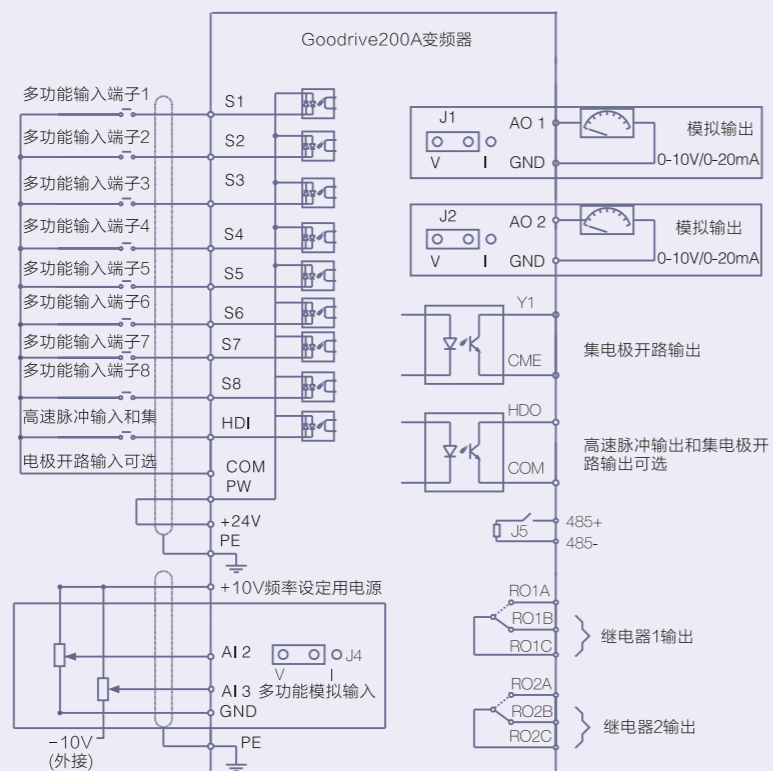 Goodrive200A变频器
多功能输入端子1
S1
多功能输入端子2
S2
多功能输入端子3
S3
多功能输入端子4
S4
多功能输入端子5
S5
多功能输入端子6
S6
多功能输入端子7
S7
多功能输入端子8
S8
高速脉冲输入和集
HDI
电极开路输入可选
COM
PW
+24V
PE
+10V频率设定用电源
AI 2
J4
V I
AI 3
多功能模拟输入
GND
-10V
(外接)
PE
J1
AO 1
模拟输出
V I
GND
0-10V/0-20mA
J2
AO 2
模拟输出
V I
GND
0-10V/0-20mA
Y1
CME
集电极开路输出
HDO
COM
高速脉冲输出和集电极开
路输出可选
J5
485+
485-
RO1A
RO1B
RO1C
继电器1输出
RO2A
RO2B
RO2C
继电器2输出